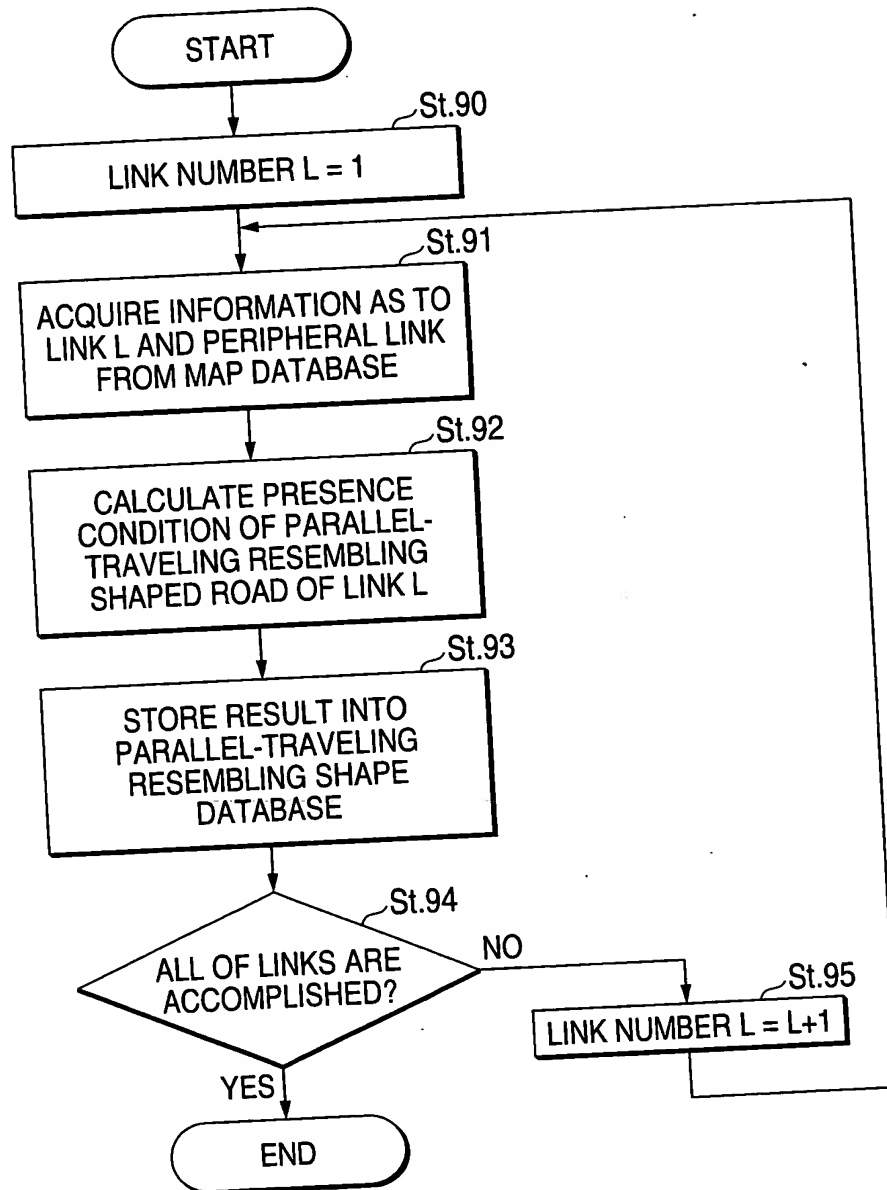 START
St.90
LINK NUMBER L = 1
St.91
ACQUIRE INFORMATION AS TO
LINK L AND PERIPHERAL LINK
FROM MAP DATABASE
St.92
CALCULATE PRESENCE
CONDITION OF PARALLEL-
TRAVELING RESEMBLING
SHAPED ROAD OF LINK L
St.93
STORE RESULT INTO
PARALLEL-TRAVELING
RESEMBLING SHAPE
DATABASE
St.94
ALL OF LINKS ARE
ACCOMPLISHED?
NO
St.95
LINK NUMBER L = L+1
YES
END